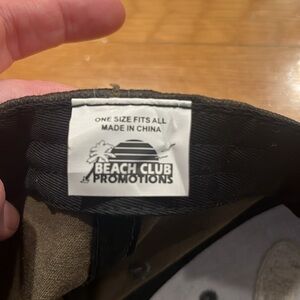 ONE SIZE FITS ALL
MADE IN CHINA
BEACH CLUB
PROMOTIONS